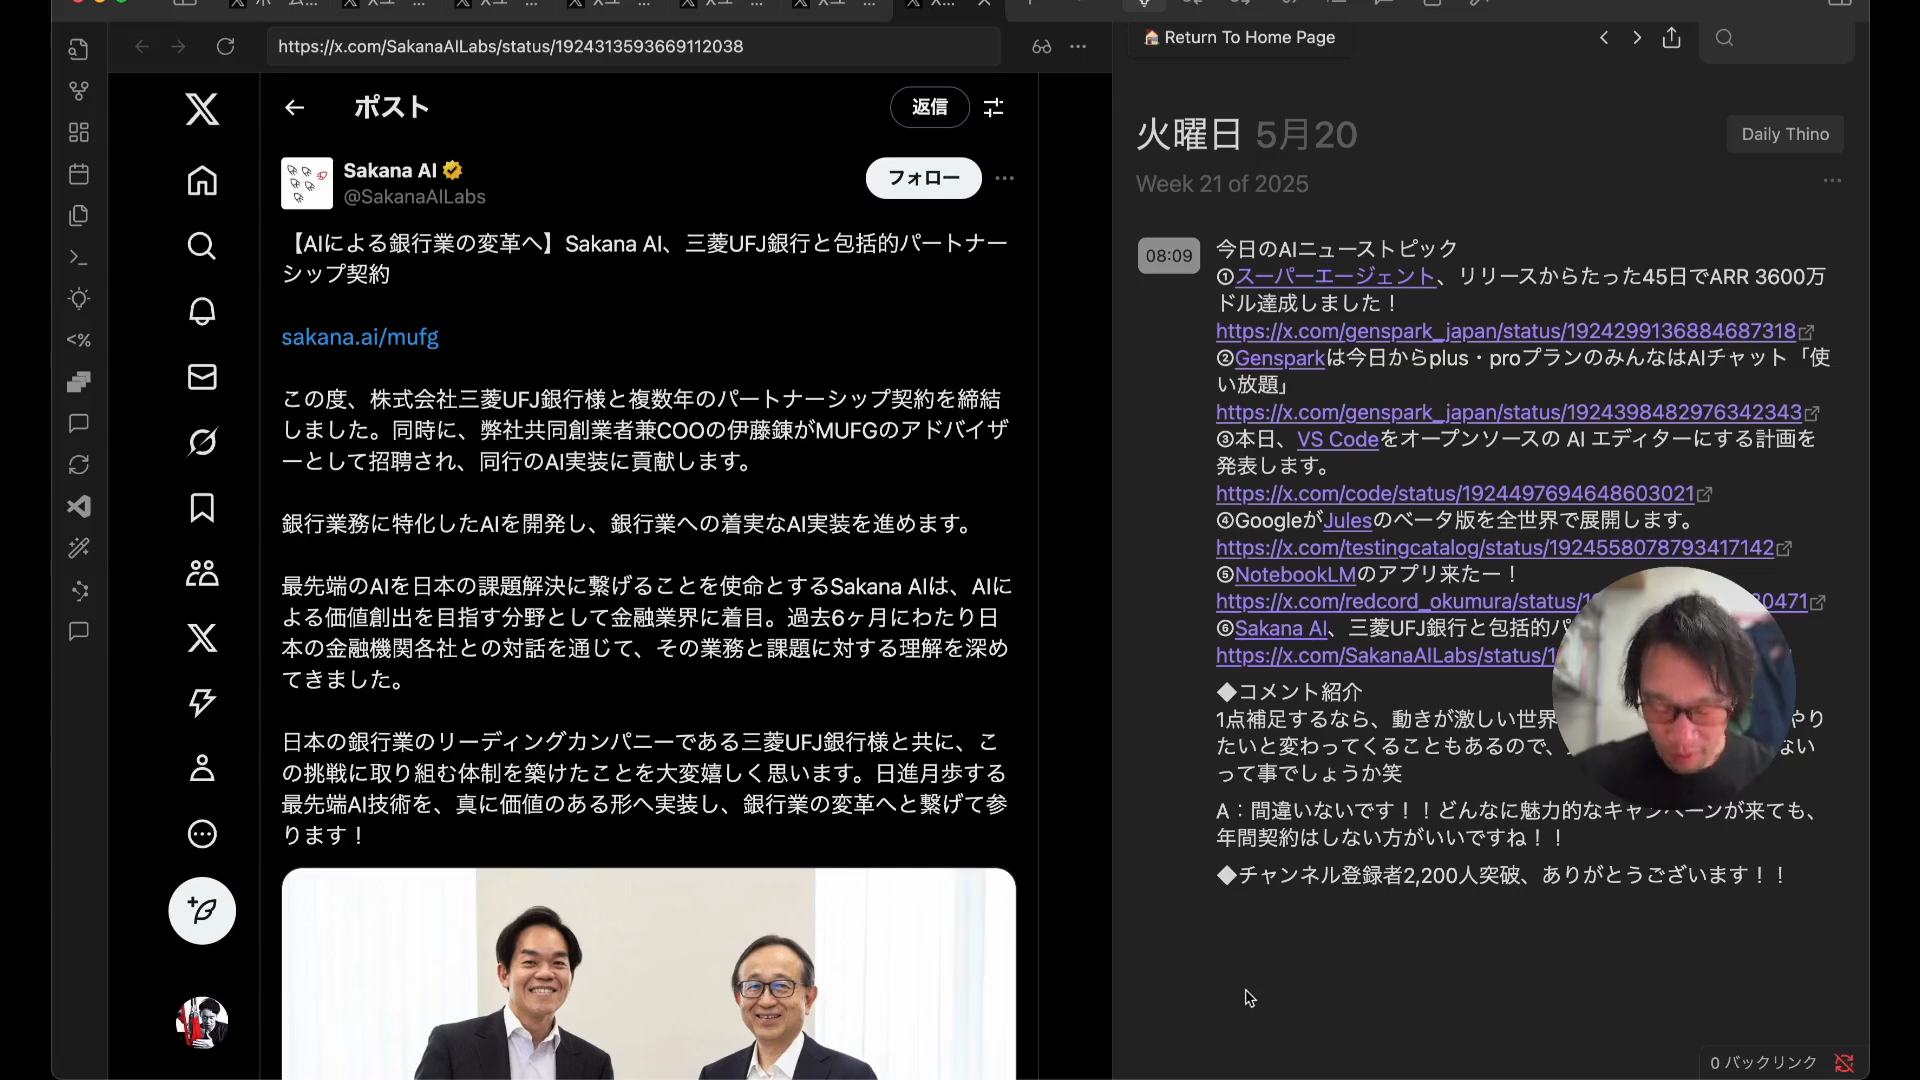 https://x.com/SakanaAILabs/status/1924313593669112038
ポスト
返信
Sakana AI
@SakanaAILabs
フォロー
【AIによる銀行業の変革へ】Sakana AI、三菱UFJ銀行と包括的パートナー
シップ契約
sakana.ai/mufg
この度、株式会社三菱UFJ銀行様と複数年のパートナーシップ契約を締結
しました。同時に、弊社共同創業者兼COOの伊藤錬がMUFGのアドバイザ
ーとして招聘され、同行のAI実装に貢献します。
銀行業務に特化したAIを開発し、銀行業への着実なAI実装を進めます。
最先端のAIを日本の課題解決に繋げることを使命とするSakana AIは、AIに
よる価値創出を目指す分野として金融業界に着目。過去6ヶ月にわたり日
本の金融機関各社との対話を通じて、その業務と課題に対する理解を深め
てきました。
日本の銀行業のリーディングカンパニーである三菱UFJ銀行様と共に、こ
の挑戦に取り組む体制を築けたことを大変嬉しく思います。日進月歩する
最先端AI技術を、真に価値のある形へ実装し、銀行業の変革へと繋げて参
ります！
Return To Home Page
火曜日 5月20
Daily Thino
Week 21 of 2025
08:09
今日のAIニューストピック
①スーパーエージェント、リリースからたった45日でARR 3600万
ドル達成しました！
https://x.com/genspark_japan/status/1924299136884687318
②Gensparkは今日からplus・proプランのみんなはAIチャット「使
い放題」
https://x.com/genspark_japan/status/1924398482976342343
③本日、VS Codeをオープンソースの AI エディターにする計画を
発表します。
https://x.com/code/status/1924497694648603021
④GoogleがJulesのベータ版を全世界で展開します。
https://x.com/testingcatalog/status/1924558078793417142
⑤NotebookLMのアプリ来たー！
https://x.com/redcord_okumura/status/1 0471
⑥Sakana AI、三菱UFJ銀行と包括的パ
https://x.com/SakanaAILabs/status/1
◆コメント紹介
1点補足するなら、動きが激しい世界 やり
たいと変わってくることもあるので、 ない
って事でしょうか笑
A：間違いないです！！どんなに魅力的なキャンペーンが来ても、
年間契約はしない方がいいですね！！
◆チャンネル登録者2,200人突破、ありがとうございます！！
0 バックリンク